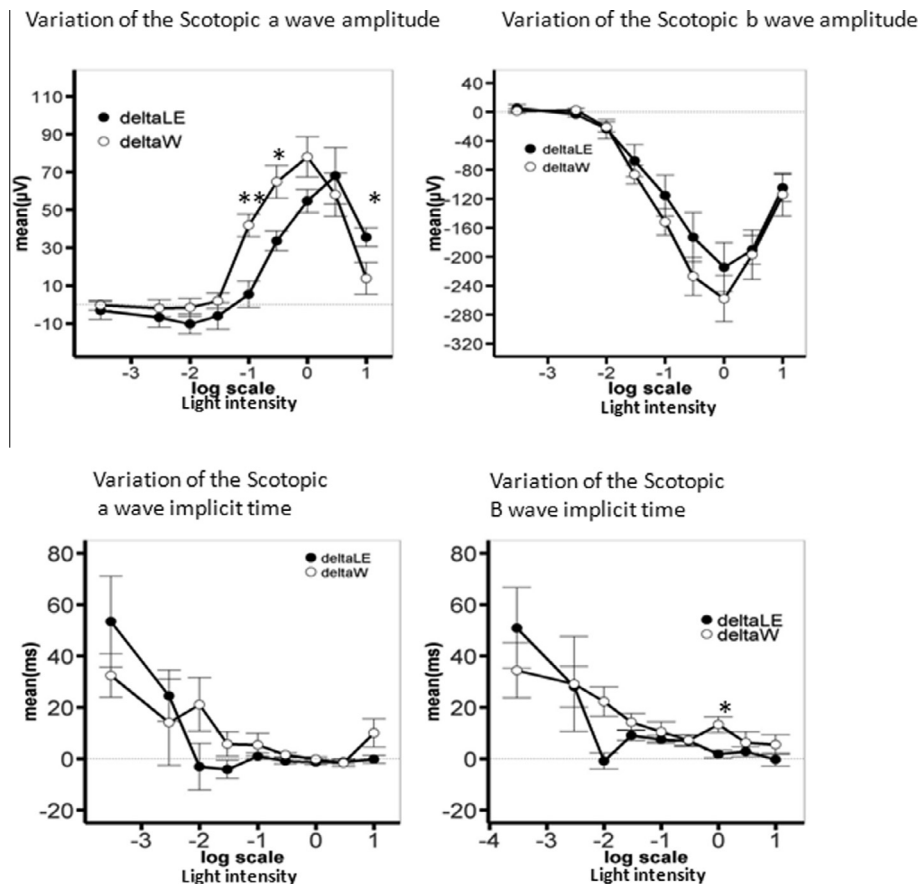 Variation of the Scotopic a wave amplitude
mean(µV)
110
90
70
50
30
10
-10
deltaLE
deltaW
**
*
*
-3 -2 -1 0 1
log scale
Light intensity
Variation of the Scotopic b wave amplitude
mean(µV)
40
0
-40
-80
-120
-160
-200
-240
-280
-320
deltaLE
deltaW
-3 -2 -1 0 1
log scale
Light intensity
Variation of the Scotopic
a wave implicit time
mean(ms)
80
60
40
20
0
-20
deltaLE
deltaW
-3 -2 -1 0 1
log scale
Light intensity
Variation of the Scotopic
B wave implicit time
mean(ms)
80
60
40
20
0
-20
deltaLE
deltaW
*
-4 -3 -2 -1 0 1
log scale
Light intensity